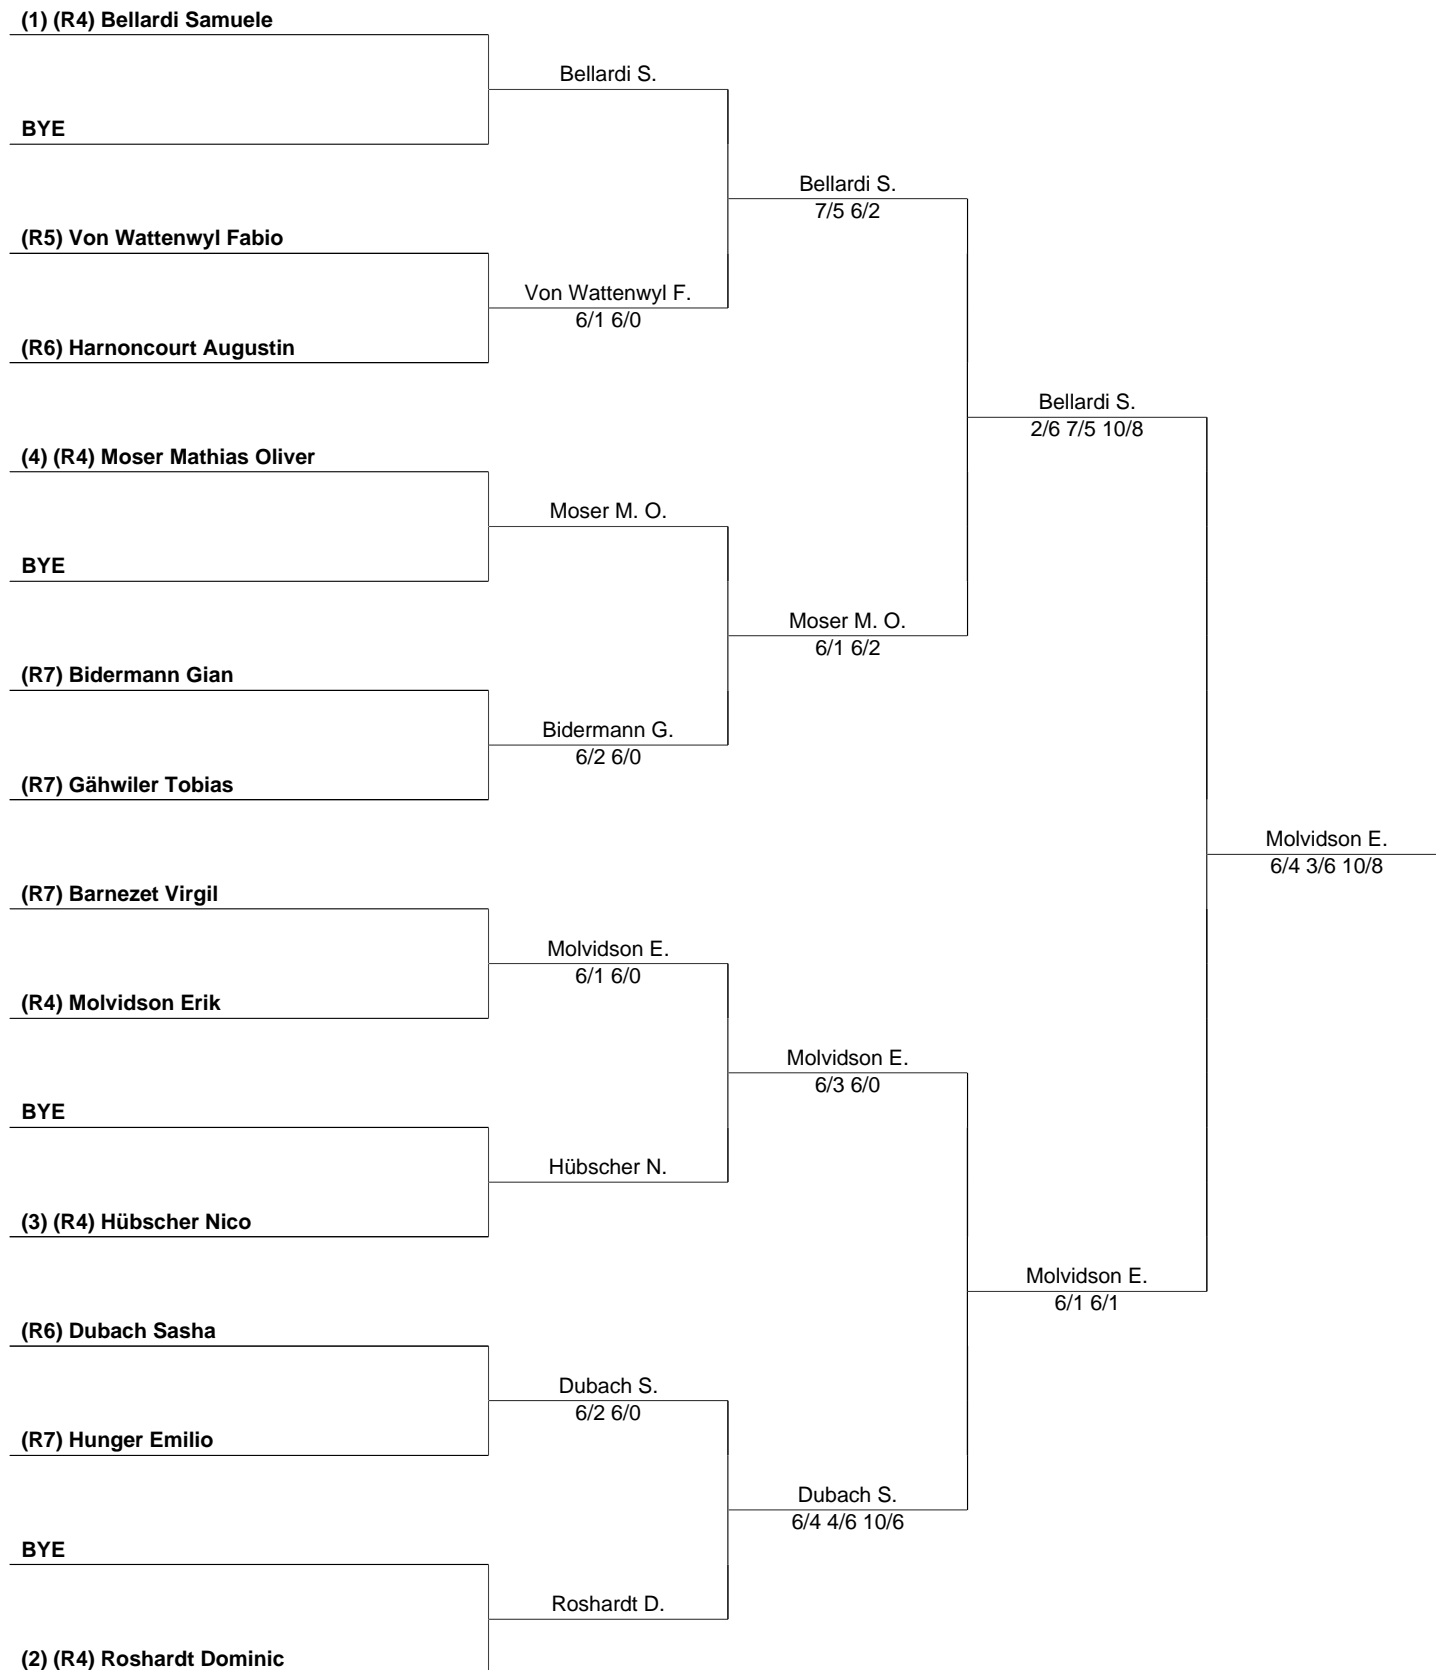 (1) (R4) Bellardi Samuele
Bellardi S.
BYE
Bellardi S.
7/5 6/2
(R5) Von Wattenwyl Fabio
Von Wattenwyl F.
6/1 6/0
(R6) Harnoncourt Augustin
Bellardi S.
2/6 7/5 10/8
(4) (R4) Moser Mathias Oliver
Moser M. O.
BYE
Moser M. O.
6/1 6/2
(R7) Bidermann Gian
Bidermann G.
6/2 6/0
(R7) Gähwiler Tobias
Molvidson E.
6/4 3/6 10/8
(R7) Barnezet Virgil
Molvidson E.
6/1 6/0
(R4) Molvidson Erik
Molvidson E.
6/3 6/0
BYE
Hübscher N.
(3) (R4) Hübscher Nico
Molvidson E.
6/1 6/1
(R6) Dubach Sasha
Dubach S.
6/2 6/0
(R7) Hunger Emilio
Dubach S.
6/4 4/6 10/6
BYE
Roshardt D.
(2) (R4) Roshardt Dominic